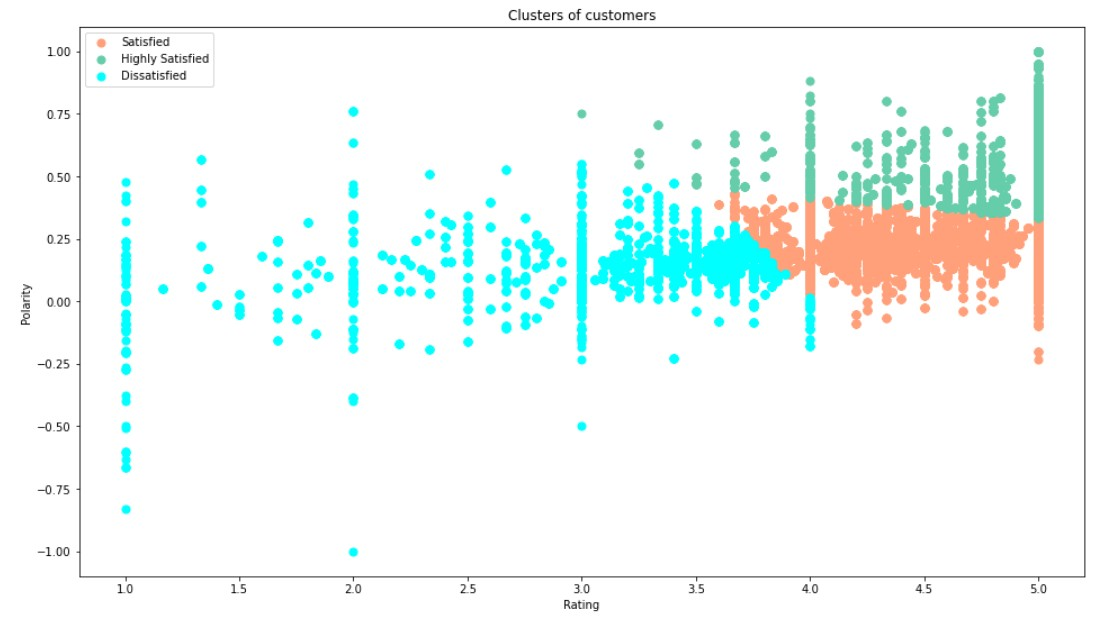 Clusters of customers
Satisfied
Highly Satisfied
Dissatisfied
Polarity
1.00
0.75
0.50
0.25
0.00
−0.25
−0.50
−0.75
−1.00
1.0 1.5 2.0 2.5 3.0 3.5 4.0 4.5 5.0
Rating